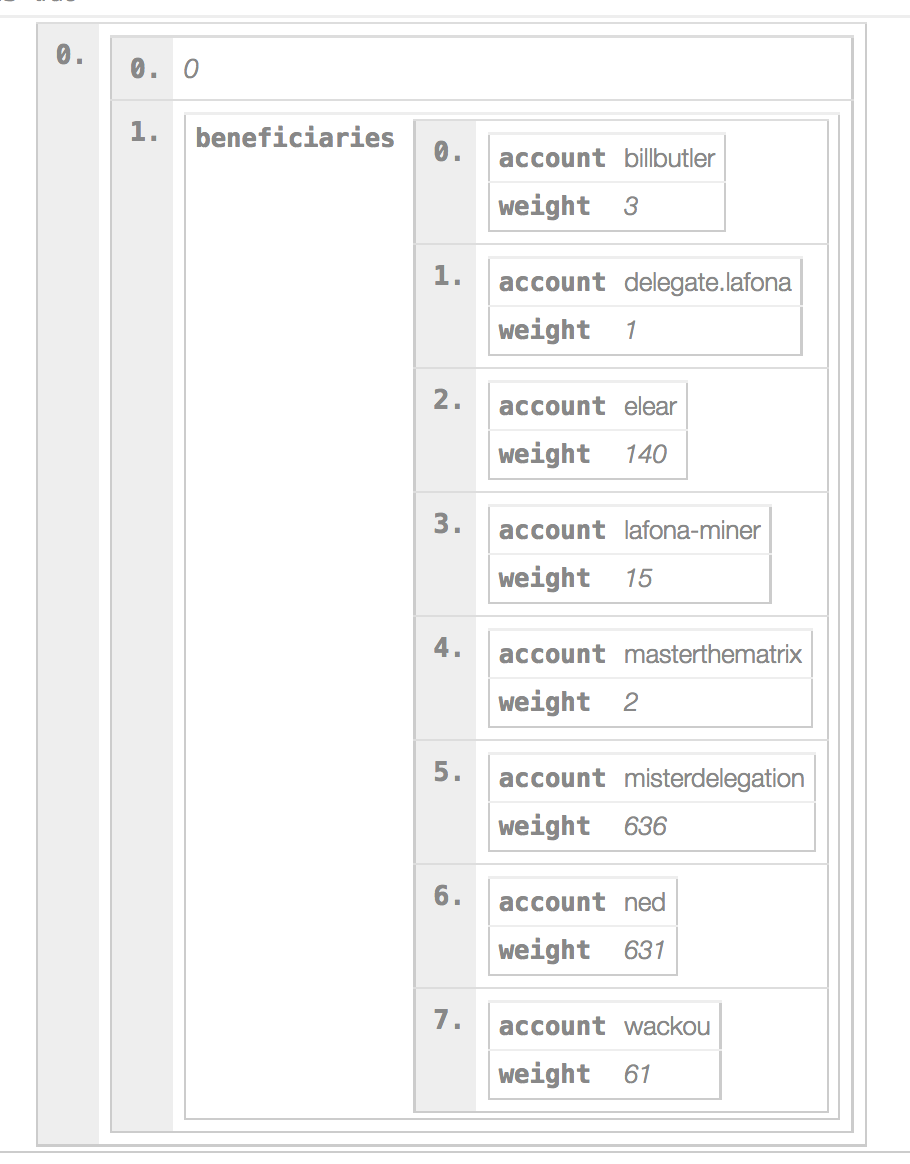 0.
0. 0
1. beneficiaries
0. account billbutler
weight 3
1. account delegate.lafona
weight 1
2. account elear
weight 140
3. account lafona-miner
weight 15
4. account masterthematrix
weight 2
5. account misterdelegation
weight 636
6. account ned
weight 631
7. account wackou
weight 61